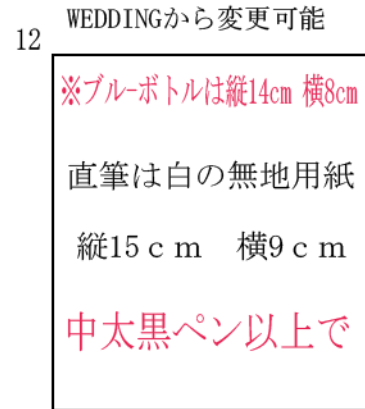 WEDDINGから変更可能
12
※ブルーボトルは縦14cm 横8cm
直筆は白の無地用紙
縦15ｃｍ　横9ｃｍ
中太黒ペン以上で